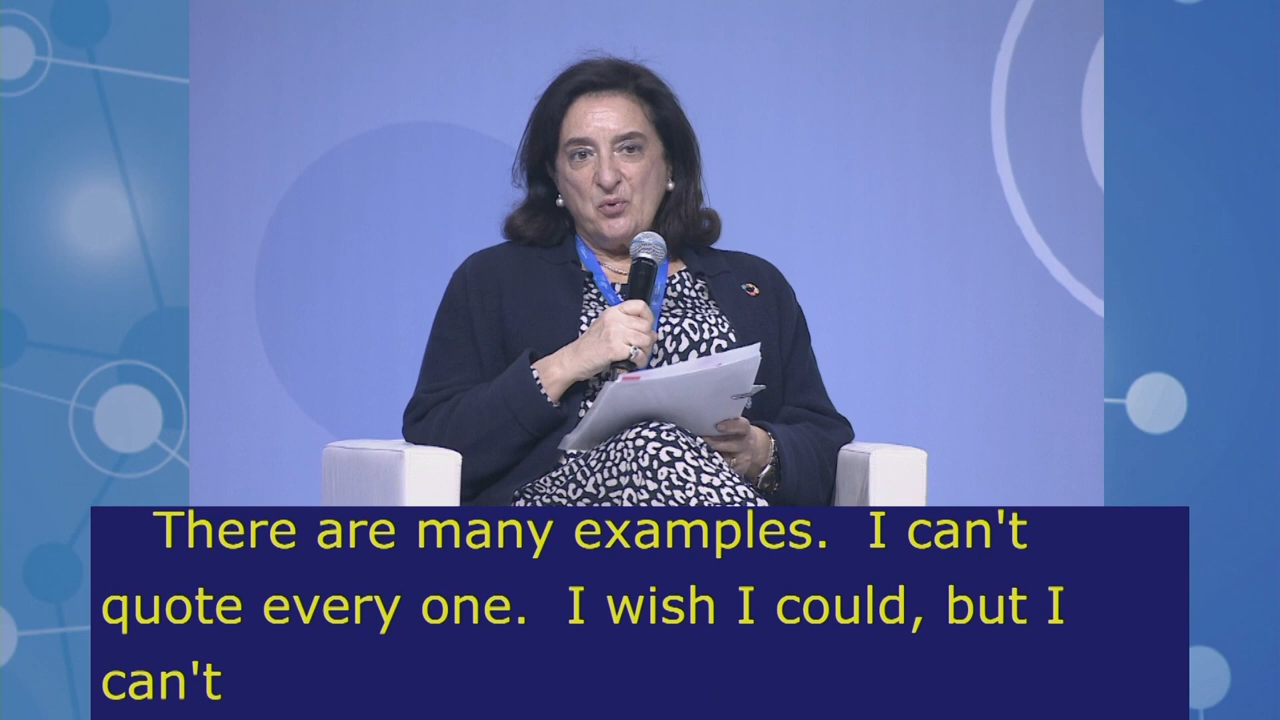 There are many examples.  I can't
quote every one.  I wish I could, but I
can't